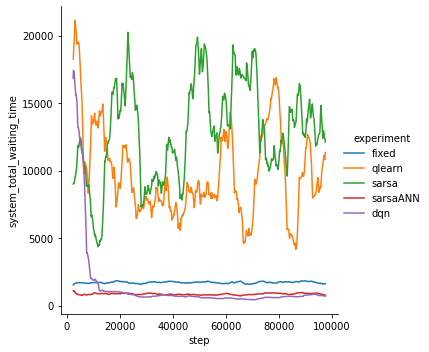 20000
15000
10000
5000
0
system_total_waiting_time
0
20000
40000
60000
80000
100000
step
experiment
fixed
qlearn
sarsa
sarsaANN
dqn